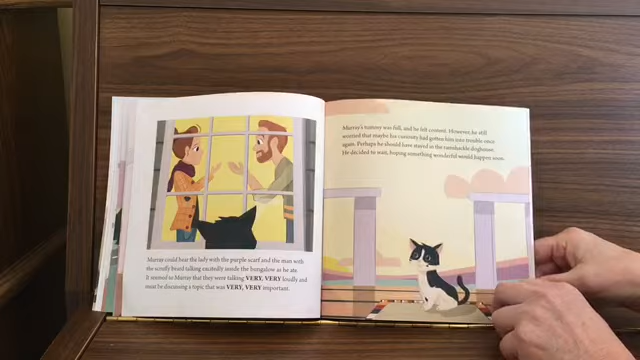 Murray could hear the lady with the purple scarf and the man with
the scruffy beard talking excitedly inside the bungalow as he ate.
It seemed to Murray that they were talking VERY, VERY loudly and
must be discussing a topic that was VERY, VERY important.
Murray's tummy was full, and he felt content. However, he still
worried that maybe his curiosity had gotten him into trouble once
again. Perhaps he should have stayed in the ramshackle doghouse.
He decided to wait, hoping something wonderful would happen soon.